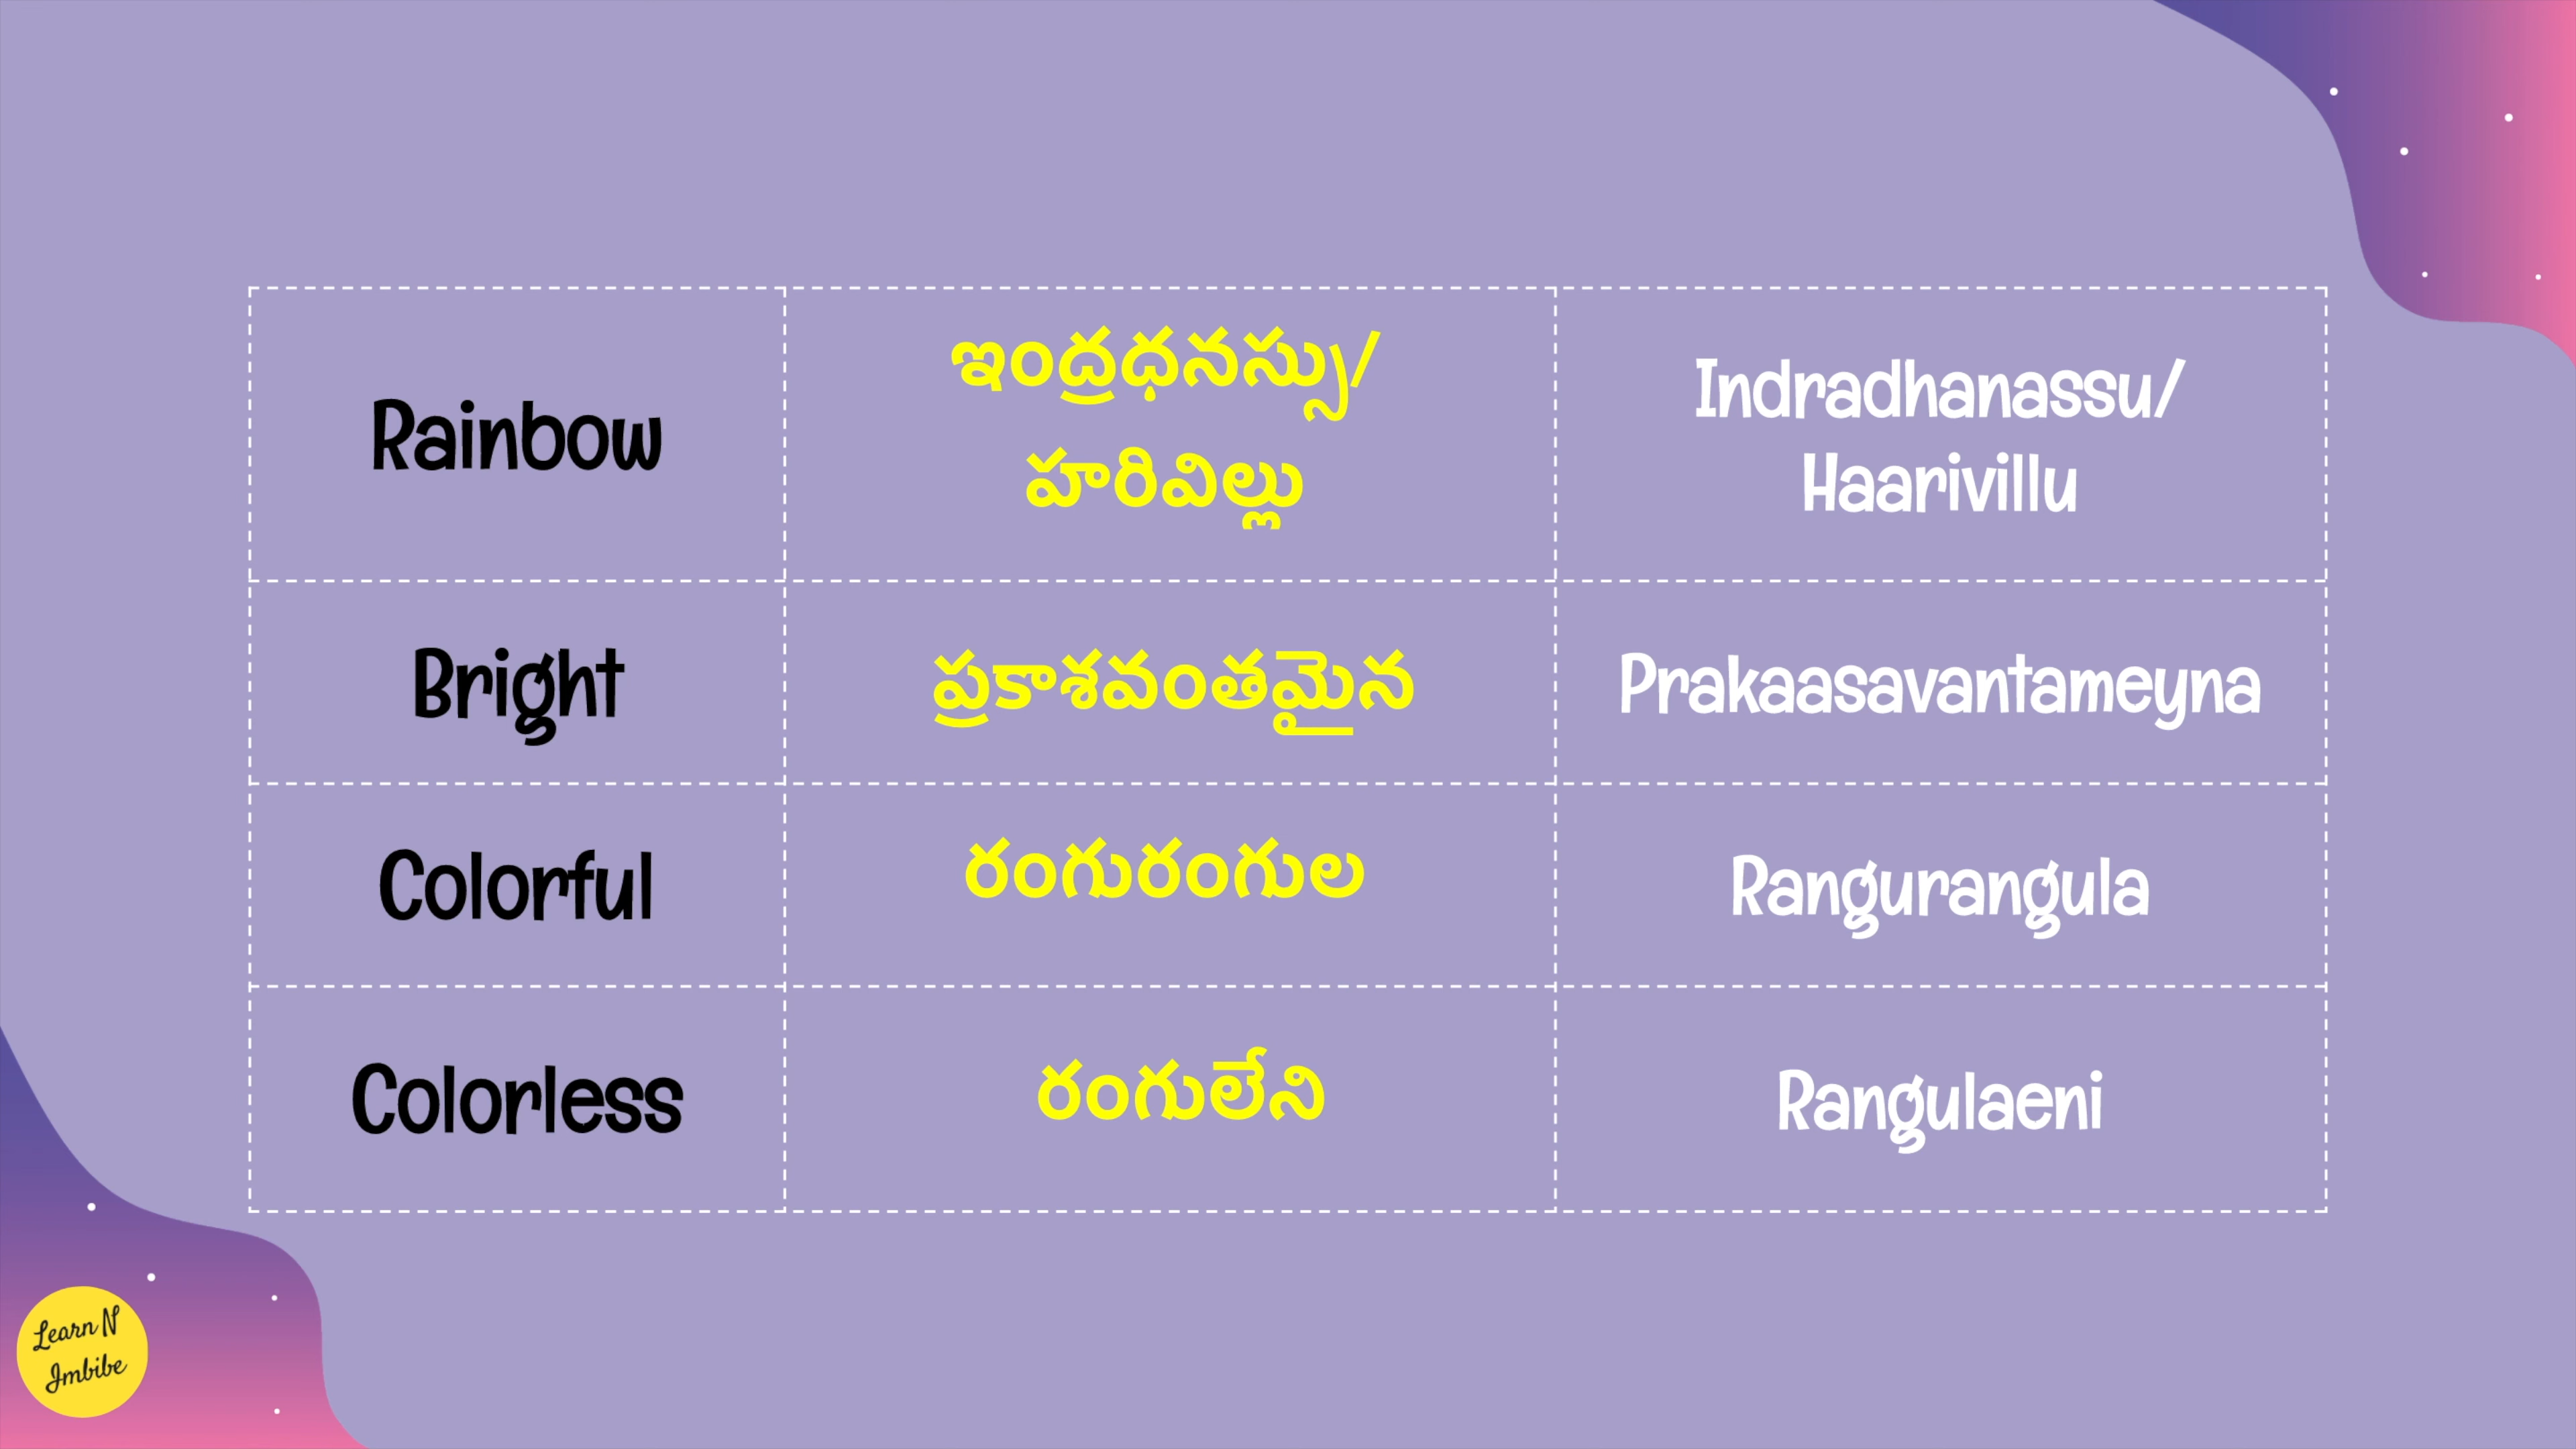 Rainbow
ఇంద్రధనస్సు/
హరివిల్లు
Indradhanassu/
Haarivillu
Bright
ప్రకాశవంతమైన
Prakaasavantameyna
Colorful
రంగురంగుల
Rangurangula
Colorless
రంగులేని
Rangulaeni
Learn N
Imbibe